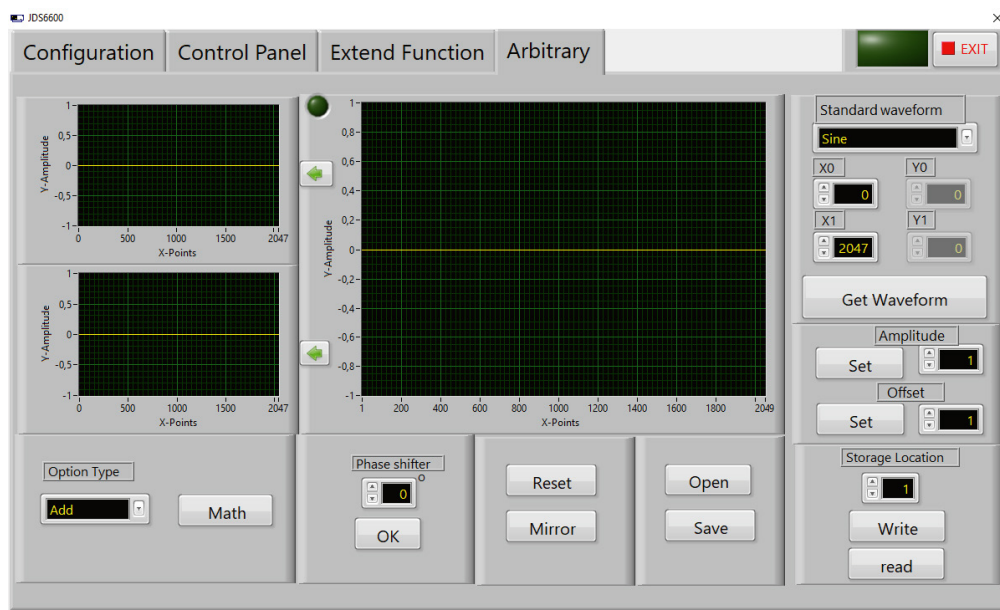 JDS6600
Configuration
Control Panel
Extend Function
Arbitrary
EXIT
Y-Amplitude
1
0,5
0
-0,5
-1
0 500 1000 1500 2047
X-Points
Y-Amplitude
1
0,5
0
-0,5
-1
0 500 1000 1500 2047
X-Points
Y-Amplitude
1
0,8
0,6
0,4
0,2
0
-0,2
-0,4
-0,6
-0,8
-1
1 200 400 600 800 1000 1200 1400 1600 1800 2049
X-Points
Standard waveform
Sine
X0 Y0
0 0
X1 Y1
2047 0
Get Waveform
Amplitude
Set 1
Offset
Set 1
Option Type
Add
Math
Phase shifter
0 °
OK
Reset
Mirror
Open
Save
Storage Location
1
Write
read